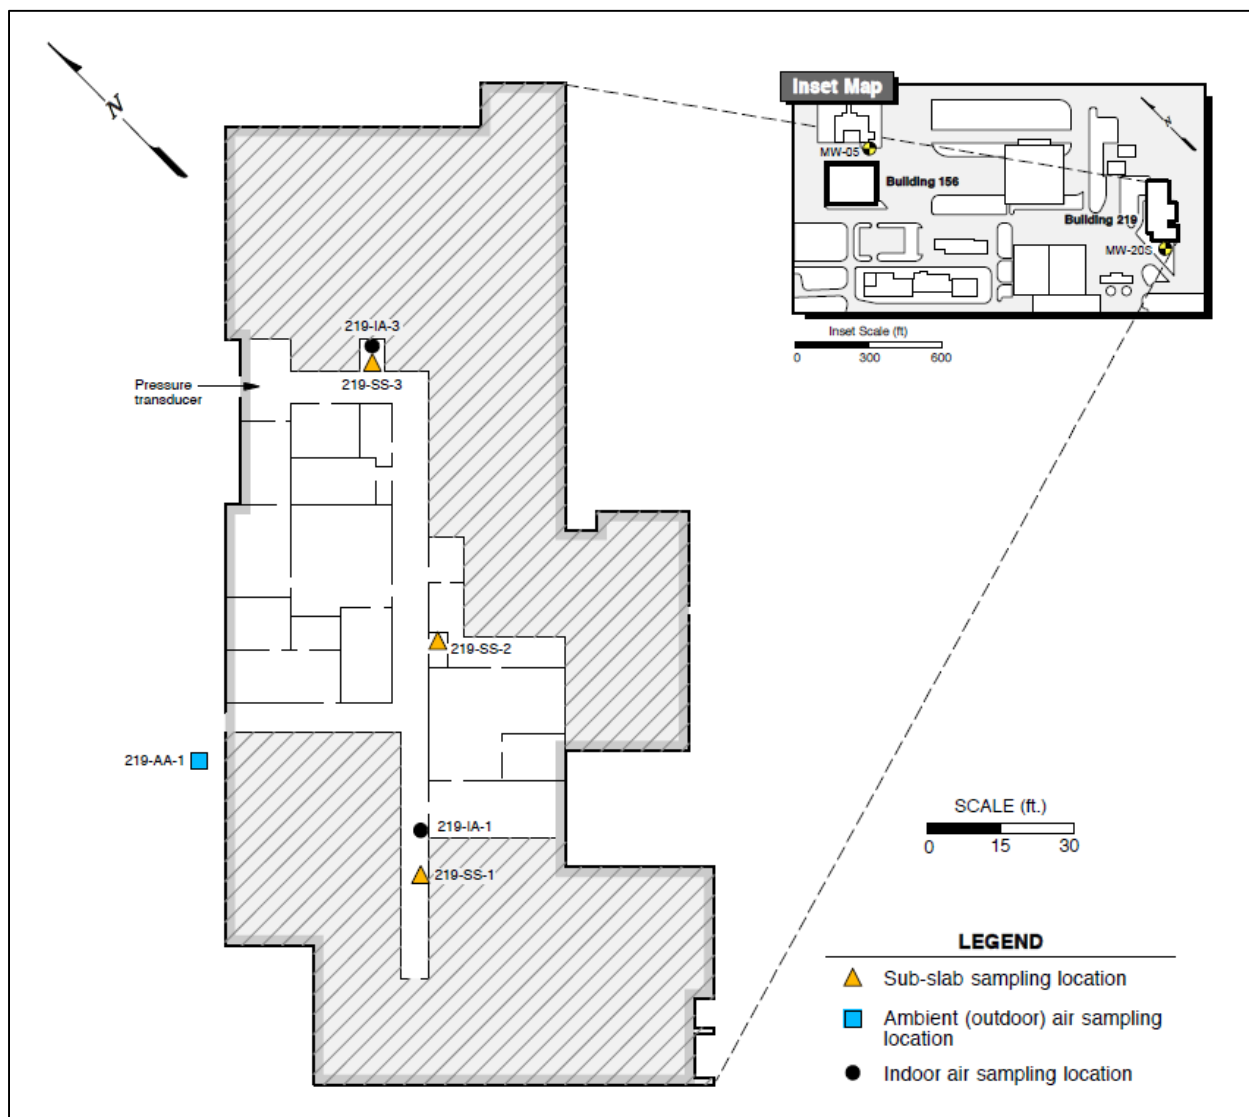 N
Inset Map
N
MW-05
Building 156
Building 219
MW-20S
Inset Scale (ft)
0 300 600
219-IA-3
219-SS-3
Pressure
transducer
219-SS-2
219-AA-1
219-IA-1
219-SS-1
SCALE (ft.)
0 15 30
LEGEND
Sub-slab sampling location
Ambient (outdoor) air sampling
location
Indoor air sampling location